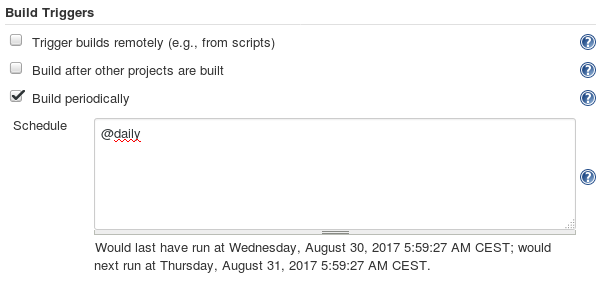 Build Triggers
Trigger builds remotely (e.g., from scripts)
?
Build after other projects are built
?
Build periodically
?
Schedule
@daily
?
Would last have run at Wednesday, August 30, 2017 5:59:27 AM CEST; would
next run at Thursday, August 31, 2017 5:59:27 AM CEST.